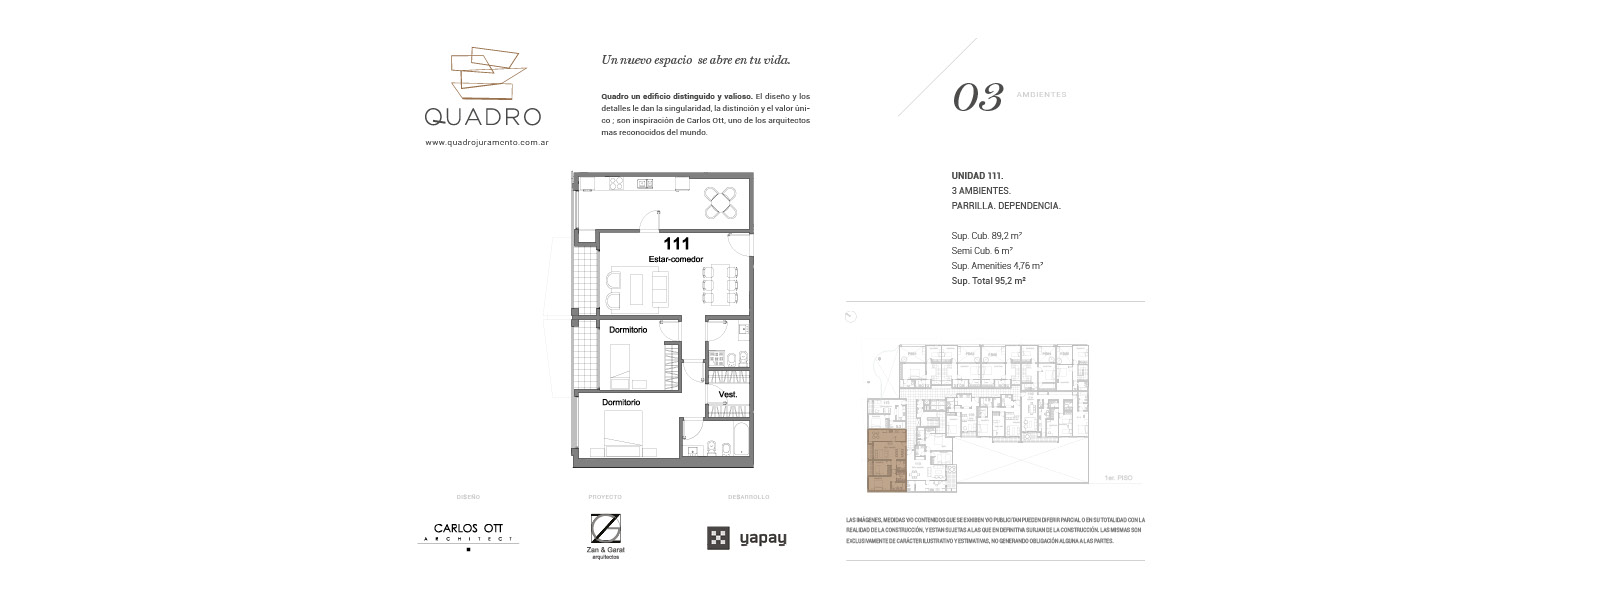 QUADRO
www.quadrojuramento.com.ar
Un nuevo espacio se abre en tu vida.
Quadro un edificio distinguido y valioso. El diseño y los
detalles le dan la singularidad, la distinción y el valor úni-
co ; son inspiración de Carlos Ott, uno de los arquitectos
mas reconocidos del mundo.
03 AMBIENTES
UNIDAD 111.
3 AMBIENTES.
PARRILLA. DEPENDENCIA.
Sup. Cub. 89,2 m²
Semi Cub. 6 m²
Sup. Amenities 4,76 m²
Sup. Total 95,2 m²
111
Estar-comedor
Dormitorio
Vest.
Dormitorio
1er. PISO
DISEÑO
PROYECTO
DESARROLLO
CARLOS OTT
ARCHITECT
Zan & Garat
arquitectos
yapay
LAS IMÁGENES, MEDIDAS Y/O CONTENIDOS QUE SE EXHIBEN Y/O PUBLICITAN PUEDEN DIFERIR PARCIAL O EN SU TOTALIDAD CON LA
REALIDAD DE LA CONSTRUCCIÓN, Y ESTAN SUJETAS A LAS QUE EN DEFINITIVA SURJAN DE LA CONSTRUCCIÓN. LAS MISMAS SON
EXCLUSIVAMENTE DE CARÁCTER ILUSTRATIVO Y ESTIMATIVAS, NO GENERANDO OBLIGACIÓN ALGUNA A LAS PARTES.